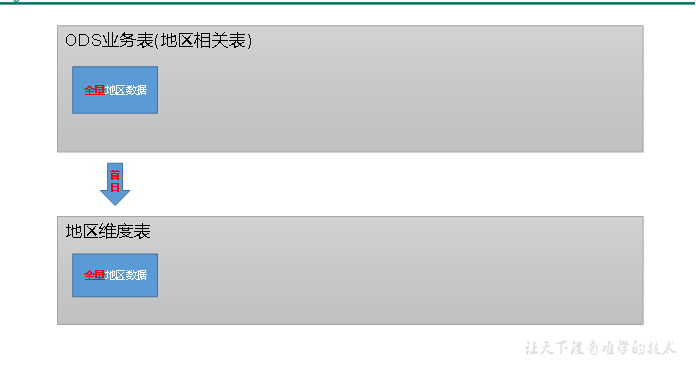 ODS业务表(地区相关表)
全量地区数据
首
日
地区维度表
全量地区数据
让天下没有难学的技术